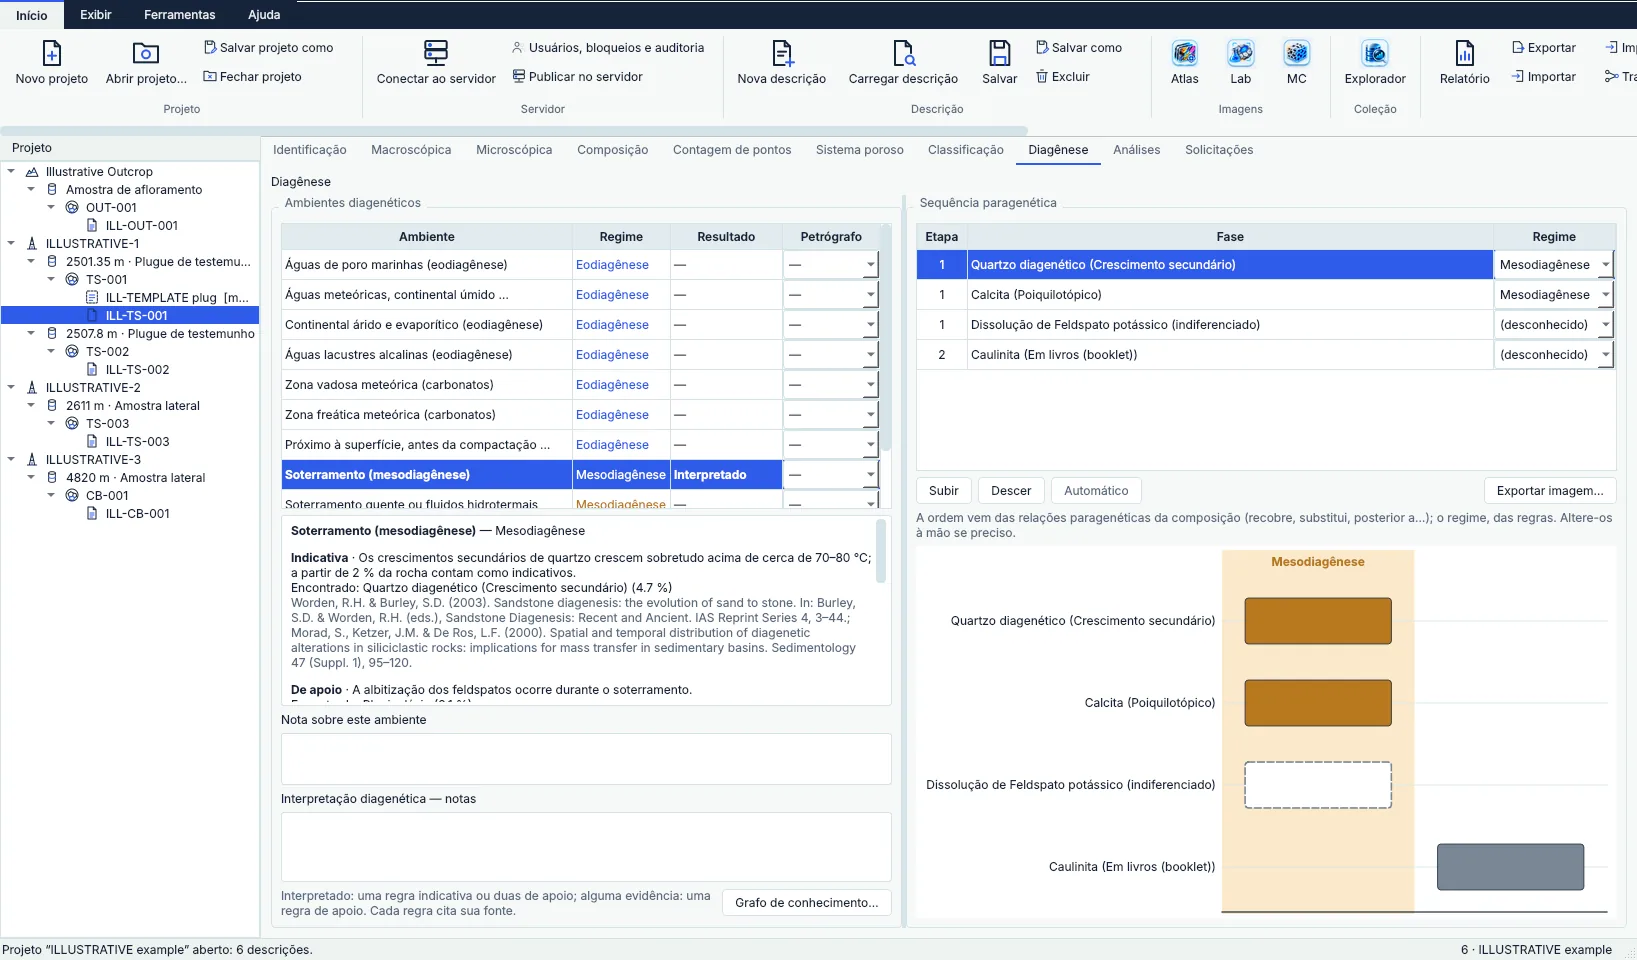 Início Exibir Ferramentas Ajuda
Novo projeto Abrir projeto... Salvar projeto como Fechar projeto
Projeto
Conectar ao servidor Usuários, bloqueios e auditoria Publicar no servidor
Servidor
Nova descrição Carregar descrição Salvar Salvar como Excluir
Descrição
Atlas Lab MC
Imagens
Explorador
Coleção
Relatório Exportar Importar
Projeto
Illustrative Outcrop
Amostra de afloramento
OUT-001
ILL-OUT-001
ILLUSTRATIVE-1
2501.35 m · Plugue de testemu...
TS-001
ILL-TEMPLATE plug [m...
ILL-TS-001
2507.8 m · Plugue de testemunho
TS-002
ILL-TS-002
ILLUSTRATIVE-2
2611 m · Amostra lateral
TS-003
ILL-TS-003
ILLUSTRATIVE-3
4820 m · Amostra lateral
CB-001
ILL-CB-001
Identificação Macroscópica Microscópica Composição Contagem de pontos Sistema poroso Classificação Diagênese Análises Solicitações
Diagênese
Ambientes diagenéticos
Ambiente Regime Resultado Petrógrafo
Águas de poro marinhas (eodiagênese) Eodiagênese — —
Águas meteóricas, continental úmido ... Eodiagênese — —
Continental árido e evaporítico (eodiagênese) Eodiagênese — —
Águas lacustres alcalinas (eodiagênese) Eodiagênese — —
Zona vadosa meteórica (carbonatos) Eodiagênese — —
Zona freática meteórica (carbonatos) Eodiagênese — —
Próximo à superfície, antes da compactação ... Eodiagênese — —
Soterramento (mesodiagênese) Mesodiagênese Interpretado —
Soterramento quente ou fluidos hidrotermais Mesodiagênese — —
Soterramento (mesodiagênese) — Mesodiagênese
Indicativa · Os crescimentos secundários de quartzo crescem sobretudo acima de cerca de 70–80 °C;
a partir de 2 % da rocha contam como indicativos.
Encontrado: Quartzo diagenético (Crescimento secundário) (4.7 %)
Worden, R.H. & Burley, S.D. (2003). Sandstone diagenesis: the evolution of sand to stone. In: Burley,
S.D. & Worden, R.H. (eds.), Sandstone Diagenesis: Recent and Ancient. IAS Reprint Series 4, 3–44.;
Morad, S., Ketzer, J.M. & De Ros, L.F. (2000). Spatial and temporal distribution of diagenetic
alterations in siliciclastic rocks: implications for mass transfer in sedimentary basins. Sedimentology
47 (Suppl. 1), 95–120.
De apoio · A albitização dos feldspatos ocorre durante o soterramento.
Nota sobre este ambiente
Interpretação diagenética — notas
Interpretado: uma regra indicativa ou duas de apoio; alguma evidência: uma
regra de apoio. Cada regra cita sua fonte.
Grafo de conhecimento...
Sequência paragenética
Etapa Fase Regime
1 Quartzo diagenético (Crescimento secundário) Mesodiagênese
1 Calcita (Poiquilotópico) Mesodiagênese
1 Dissolução de Feldspato potássico (indiferenciado) (desconhecido)
2 Caulinita (Em livros (booklet)) (desconhecido)
Subir Descer Automático Exportar imagem...
A ordem vem das relações paragenéticas da composição (recobre, substitui, posterior a...); o regime, das regras. Altere-os
à mão se preciso.
Mesodiagênese
Quartzo diagenético (Crescimento secundário)
Calcita (Poiquilotópico)
Dissolução de Feldspato potássico (indiferenciado)
Caulinita (Em livros (booklet))
Projeto “ILLUSTRATIVE example” aberto: 6 descrições.
6 · ILLUSTRATIVE example